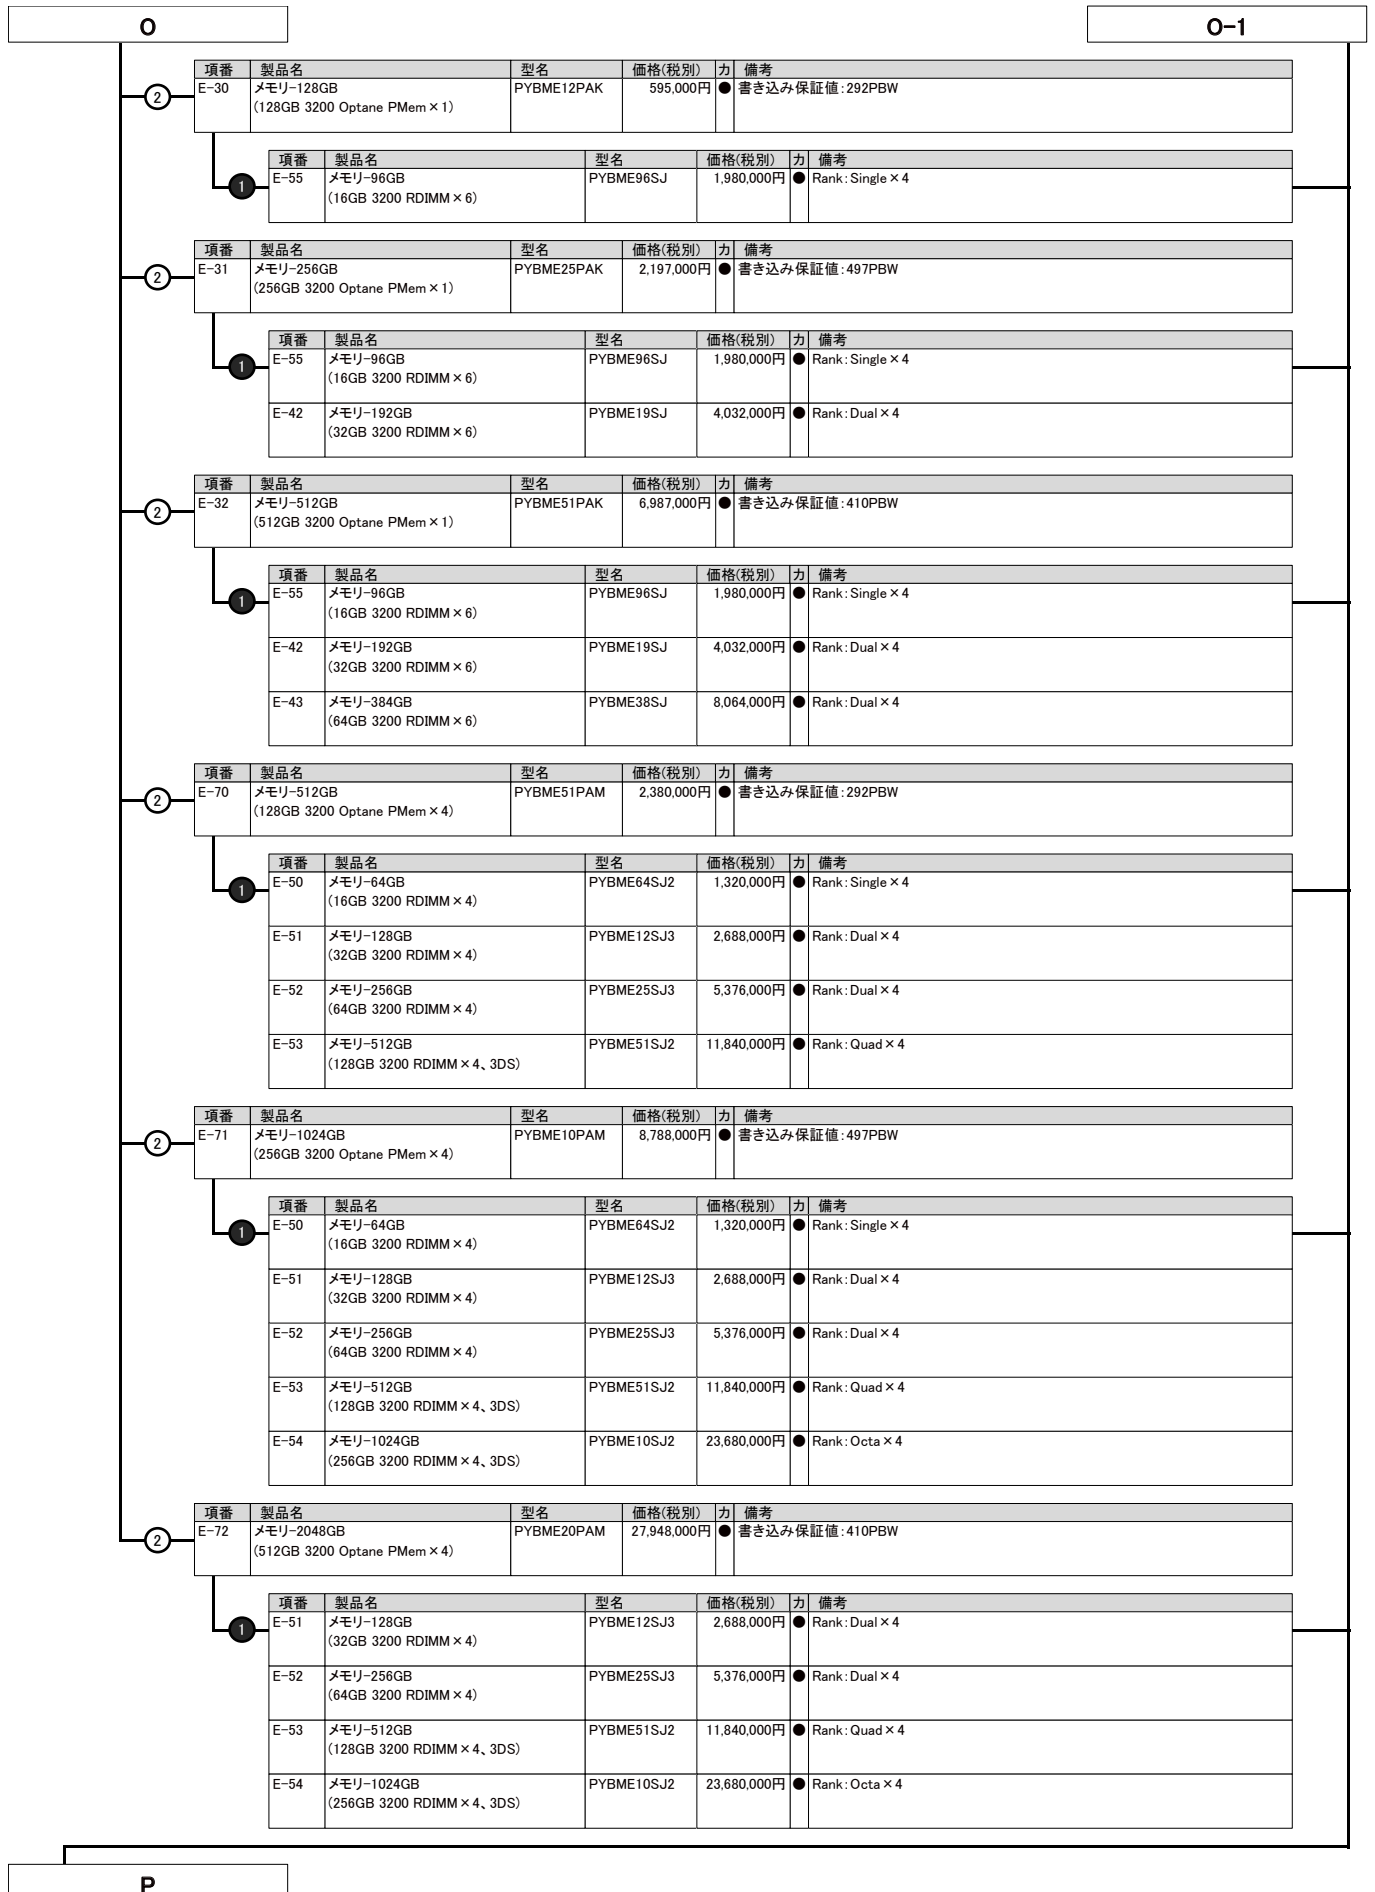 O
O-1
項番 製品名 型名 価格(税別) カ 備考
② E-30 メモリ-128GB PYBME12PAK 595,000円 ● 書き込み保証値:292PBW
(128GB 3200 Optane PMem×1)
項番 製品名 型名 価格(税別) カ 備考
❶ E-55 メモリ-96GB PYBME96SJ 1,980,000円 ● Rank:Single×4
(16GB 3200 RDIMM×6)
項番 製品名 型名 価格(税別) カ 備考
② E-31 メモリ-256GB PYBME25PAK 2,197,000円 ● 書き込み保証値:497PBW
(256GB 3200 Optane PMem×1)
項番 製品名 型名 価格(税別) カ 備考
❶ E-55 メモリ-96GB PYBME96SJ 1,980,000円 ● Rank:Single×4
(16GB 3200 RDIMM×6)
E-42 メモリ-192GB PYBME19SJ 4,032,000円 ● Rank:Dual×4
(32GB 3200 RDIMM×6)
項番 製品名 型名 価格(税別) カ 備考
② E-32 メモリ-512GB PYBME51PAK 6,987,000円 ● 書き込み保証値:410PBW
(512GB 3200 Optane PMem×1)
項番 製品名 型名 価格(税別) カ 備考
❶ E-55 メモリ-96GB PYBME96SJ 1,980,000円 ● Rank:Single×4
(16GB 3200 RDIMM×6)
E-42 メモリ-192GB PYBME19SJ 4,032,000円 ● Rank:Dual×4
(32GB 3200 RDIMM×6)
E-43 メモリ-384GB PYBME38SJ 8,064,000円 ● Rank:Dual×4
(64GB 3200 RDIMM×6)
項番 製品名 型名 価格(税別) カ 備考
② E-70 メモリ-512GB PYBME51PAM 2,380,000円 ● 書き込み保証値:292PBW
(128GB 3200 Optane PMem×4)
項番 製品名 型名 価格(税別) カ 備考
❶ E-50 メモリ-64GB PYBME64SJ2 1,320,000円 ● Rank:Single×4
(16GB 3200 RDIMM×4)
E-51 メモリ-128GB PYBME12SJ3 2,688,000円 ● Rank:Dual×4
(32GB 3200 RDIMM×4)
E-52 メモリ-256GB PYBME25SJ3 5,376,000円 ● Rank:Dual×4
(64GB 3200 RDIMM×4)
E-53 メモリ-512GB PYBME51SJ2 11,840,000円 ● Rank:Quad×4
(128GB 3200 RDIMM×4、3DS)
項番 製品名 型名 価格(税別) カ 備考
② E-71 メモリ-1024GB PYBME10PAM 8,788,000円 ● 書き込み保証値:497PBW
(256GB 3200 Optane PMem×4)
項番 製品名 型名 価格(税別) カ 備考
❶ E-50 メモリ-64GB PYBME64SJ2 1,320,000円 ● Rank:Single×4
(16GB 3200 RDIMM×4)
E-51 メモリ-128GB PYBME12SJ3 2,688,000円 ● Rank:Dual×4
(32GB 3200 RDIMM×4)
E-52 メモリ-256GB PYBME25SJ3 5,376,000円 ● Rank:Dual×4
(64GB 3200 RDIMM×4)
E-53 メモリ-512GB PYBME51SJ2 11,840,000円 ● Rank:Quad×4
(128GB 3200 RDIMM×4、3DS)
E-54 メモリ-1024GB PYBME10SJ2 23,680,000円 ● Rank:Octa×4
(256GB 3200 RDIMM×4、3DS)
項番 製品名 型名 価格(税別) カ 備考
② E-72 メモリ-2048GB PYBME20PAM 27,948,000円 ● 書き込み保証値:410PBW
(512GB 3200 Optane PMem×4)
項番 製品名 型名 価格(税別) カ 備考
❶ E-51 メモリ-128GB PYBME12SJ3 2,688,000円 ● Rank:Dual×4
(32GB 3200 RDIMM×4)
E-52 メモリ-256GB PYBME25SJ3 5,376,000円 ● Rank:Dual×4
(64GB 3200 RDIMM×4)
E-53 メモリ-512GB PYBME51SJ2 11,840,000円 ● Rank:Quad×4
(128GB 3200 RDIMM×4、3DS)
E-54 メモリ-1024GB PYBME10SJ2 23,680,000円 ● Rank:Octa×4
(256GB 3200 RDIMM×4、3DS)
P